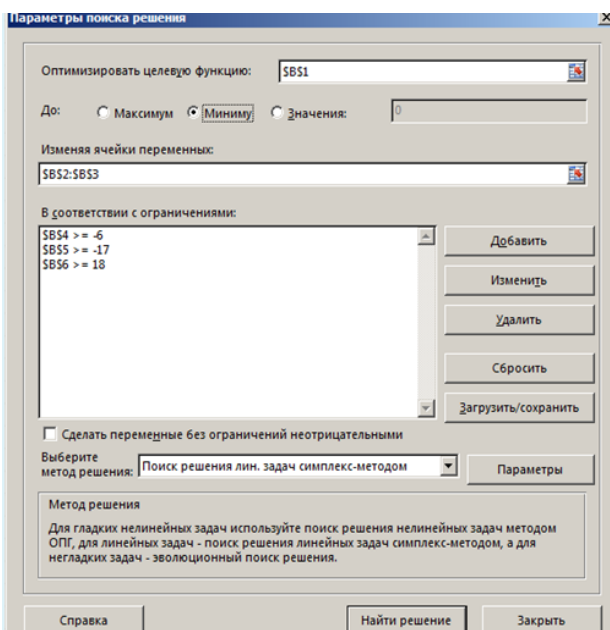 Параметры поиска решения
Оптимизировать целевую функцию: $B$1
До: Максимум Миниму Значения: 0
Изменяя ячейки переменных:
$B$2:$B$3
В соответствии с ограничениями:
$B$4 >= -6
$B$5 >= -17
$B$6 >= 18
Добавить
Изменить
Удалить
Сбросить
Загрузить/сохранить
Сделать переменные без ограничений неотрицательными
Выберите
метод решения: Поиск решения лин. задач симплекс-методом Параметры
Метод решения
Для гладких нелинейных задач используйте поиск решения нелинейных задач методом
ОПГ, для линейных задач - поиск решения линейных задач симплекс-методом, а для
негладких задач - эволюционный поиск решения.
Справка Найти решение Закрыть